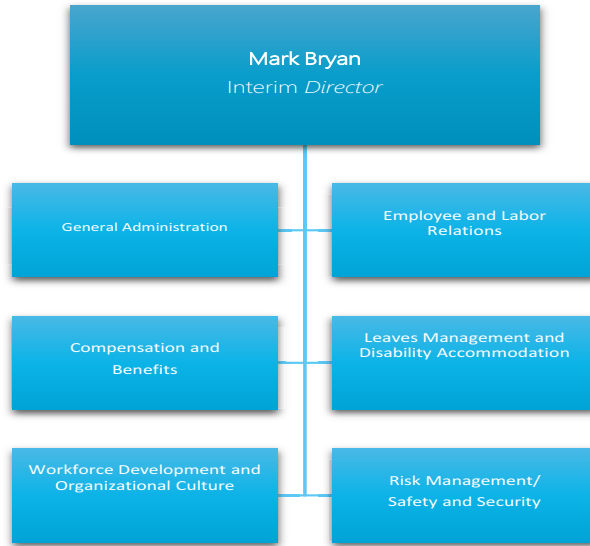 Mark Bryan
Interim Director
General Administration
Employee and Labor
Relations
Compensation and
Benefits
Leaves Management and
Disability Accommodation
Workforce Development and
Organizational Culture
Risk Management/
Safety and Security